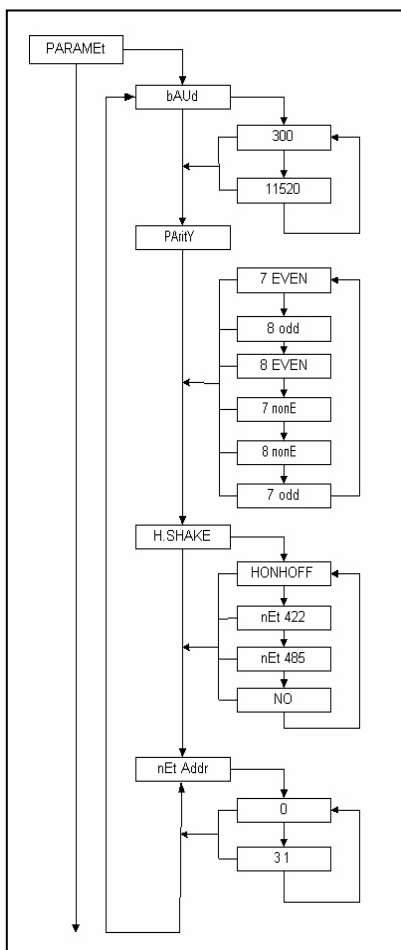 PARAMEt
bAUd
300
11520
PAritY
7 EVEN
8 odd
8 EVEN
7 nonE
8 nonE
7 odd
H.SHAKE
HONHOFF
nEt 422
nEt 485
NO
nEt Addr
0
31